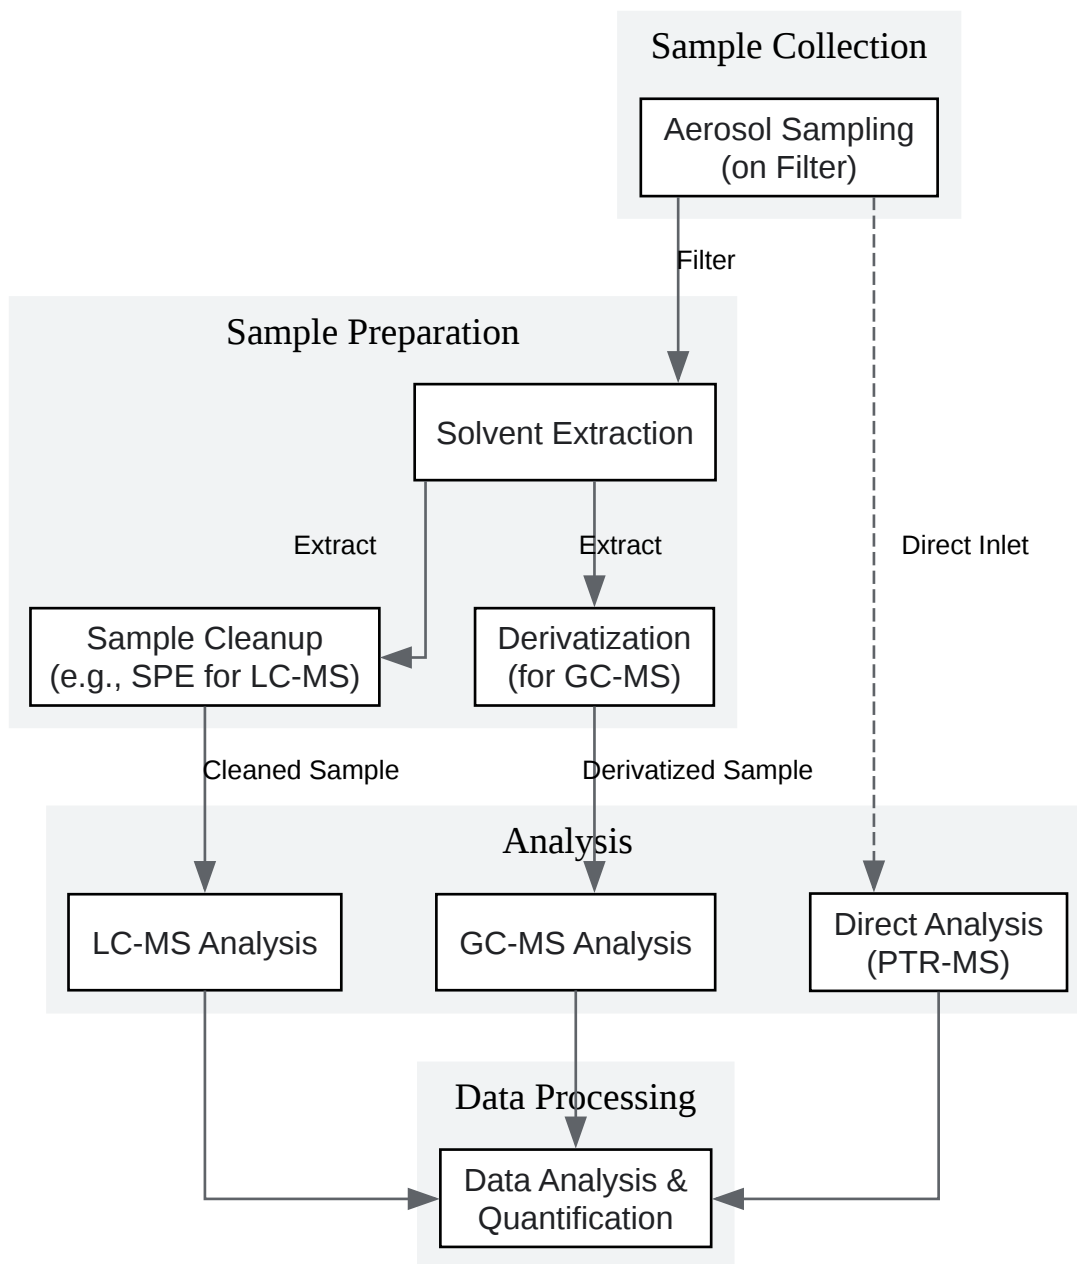 Sample Collection
Aerosol Sampling
(on Filter)
Filter
Sample Preparation
Solvent Extraction
Extract
Extract
Direct Inlet
Sample Cleanup
(e.g., SPE for LC-MS)
Derivatization
(for GC-MS)
Cleaned Sample
Derivatized Sample
Analysis
LC-MS Analysis
GC-MS Analysis
Direct Analysis
(PTR-MS)
Data Processing
Data Analysis &
Quantification